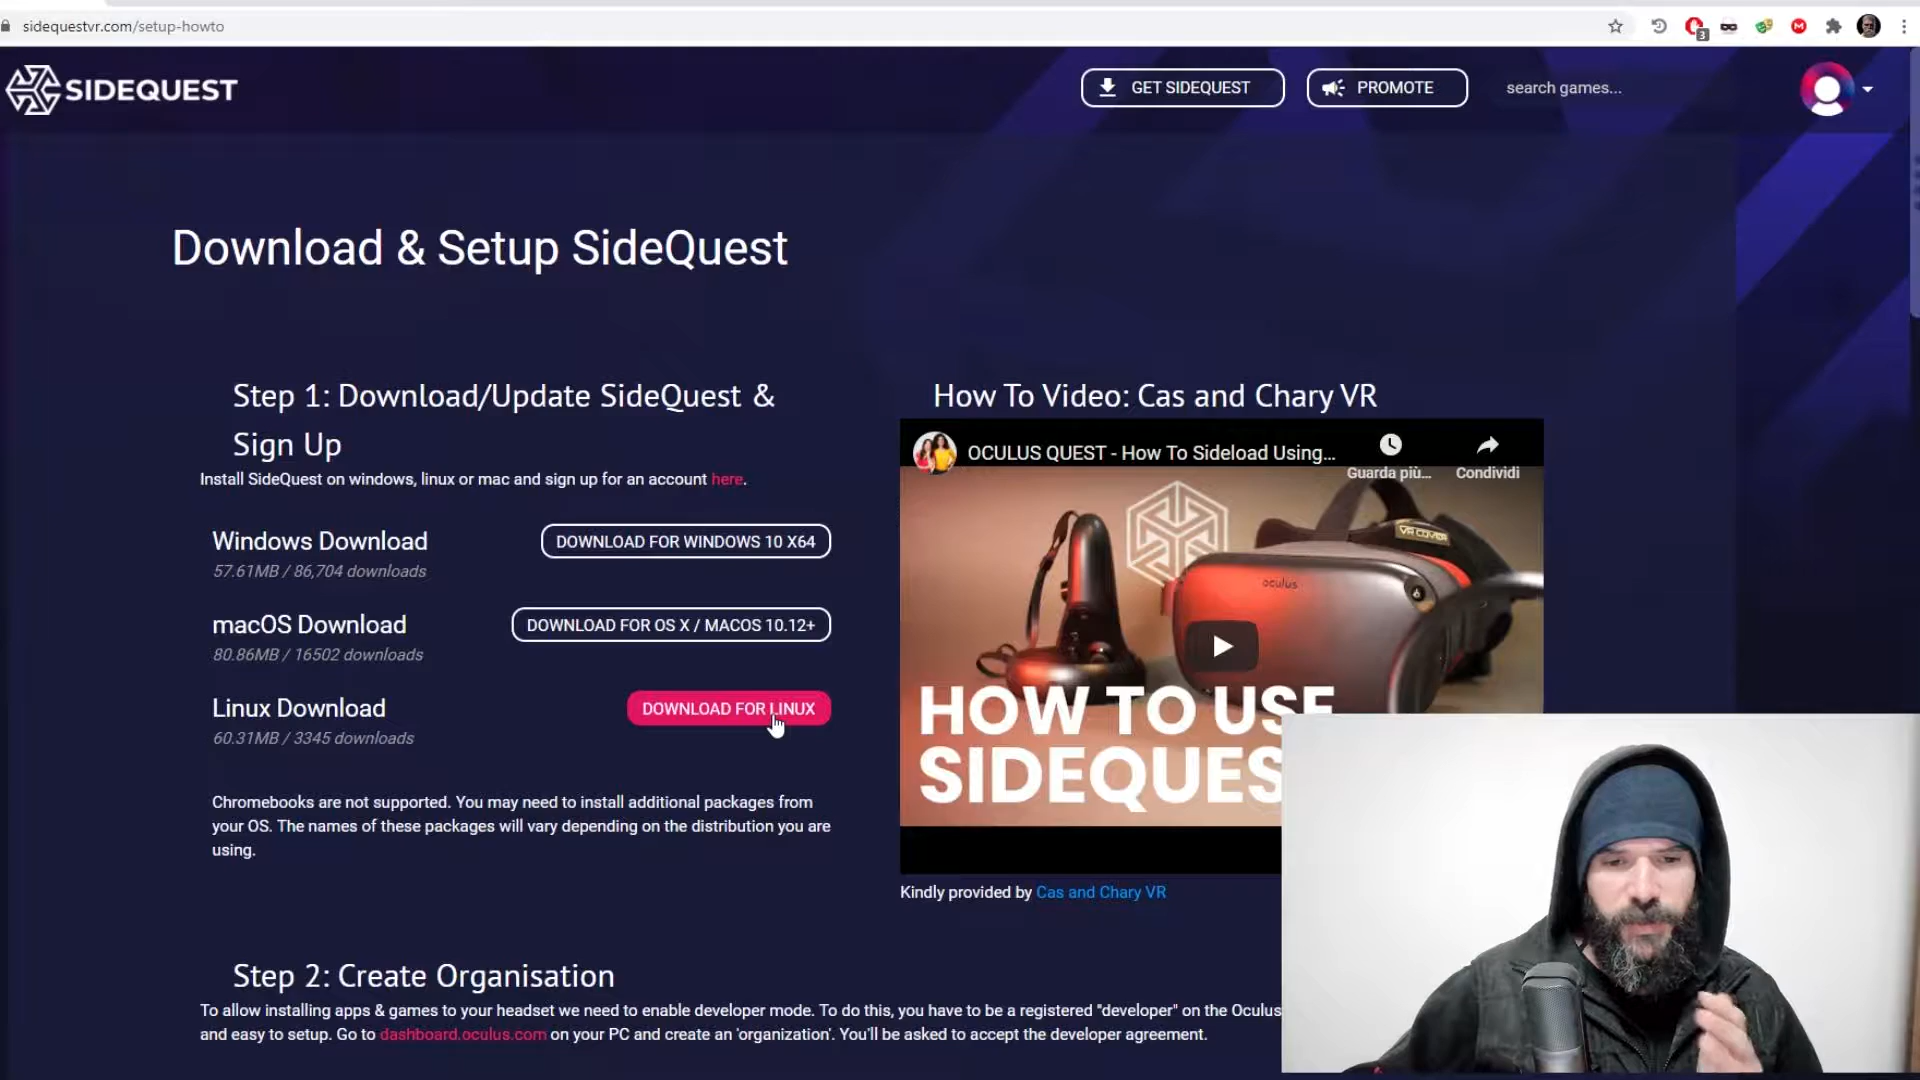 sidequestvr.com/setup-howto
3
SIDEQUEST
GET SIDEQUEST
PROMOTE
search games...
Download & Setup SideQuest
Step 1: Download/Update SideQuest &
Sign Up
Install SideQuest on windows, linux or mac and sign up for an account here.
Windows Download
DOWNLOAD FOR WINDOWS 10 X64
57.61MB / 86,704 downloads
macOS Download
DOWNLOAD FOR OS X / MACOS 10.12+
80.86MB / 16502 downloads
Linux Download
DOWNLOAD FOR LINUX
60.31MB / 3345 downloads
Chromebooks are not supported. You may need to install additional packages from
your OS. The names of these packages will vary depending on the distribution you are
using.
How To Video: Cas and Chary VR
OCULUS QUEST - How To Sideload Using...
Guarda più...
Condividi
VR COVER
oculus
HOW TO USE
SIDEQUES
Kindly provided by Cas and Chary VR
Step 2: Create Organisation
To allow installing apps & games to your headset we need to enable developer mode. To do this, you have to be a registered "developer" on the Oculus
and easy to setup. Go to dashboard.oculus.com on your PC and create an 'organization'. You'll be asked to accept the developer agreement.